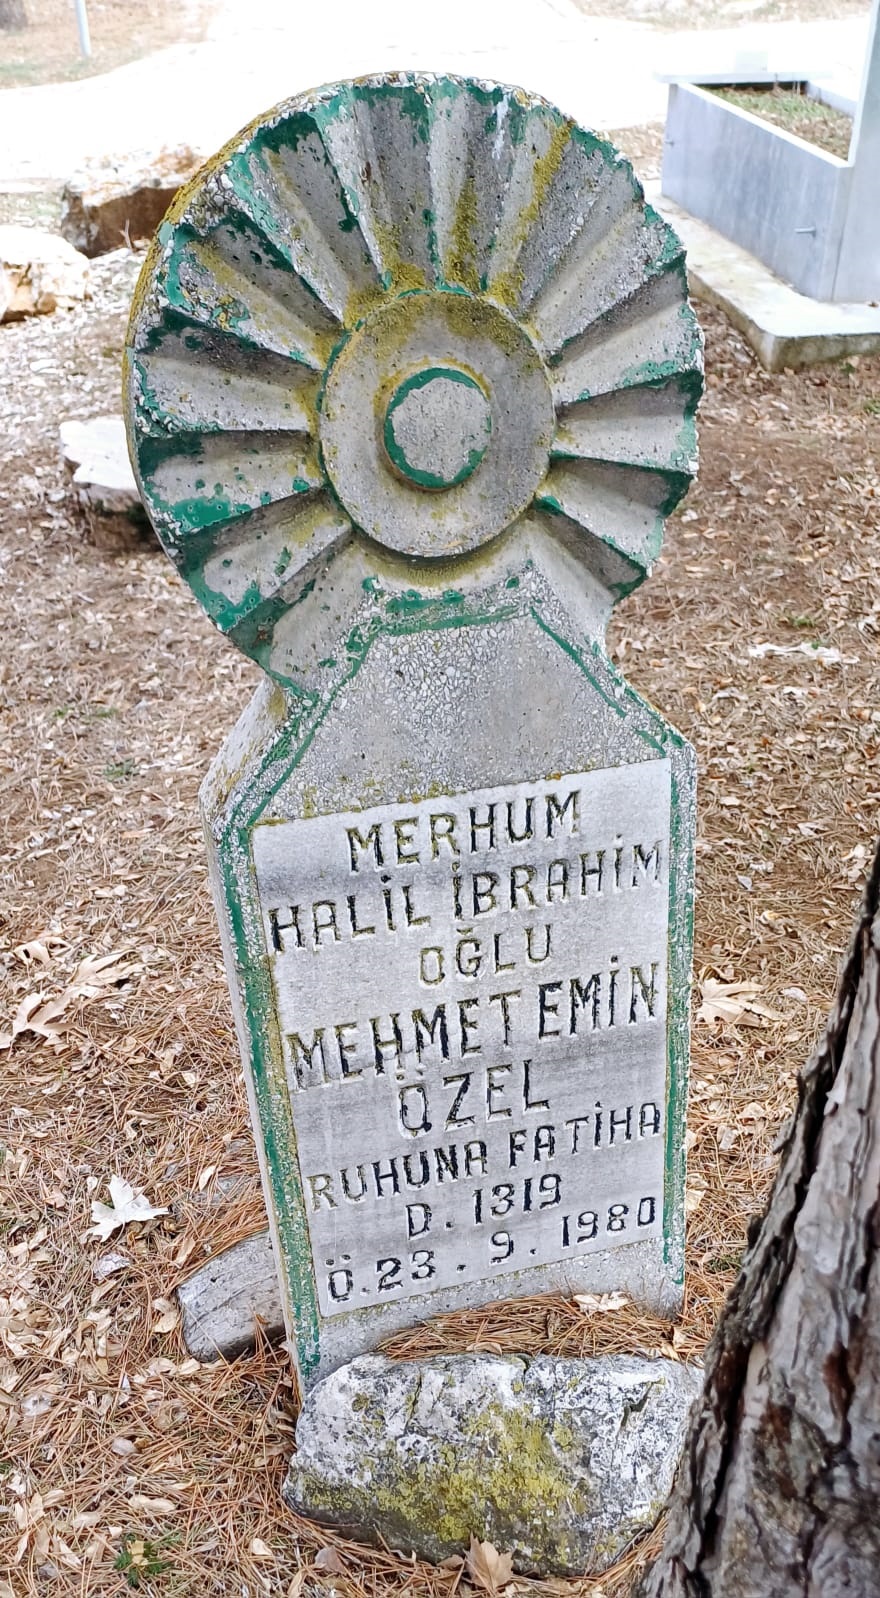 MERHUM
HALİL İBRAHİM
OĞLU
MEHMET EMİN
ÖZEL
RUHUNA FATİHA
D. 1319
Ö.23.9.1980